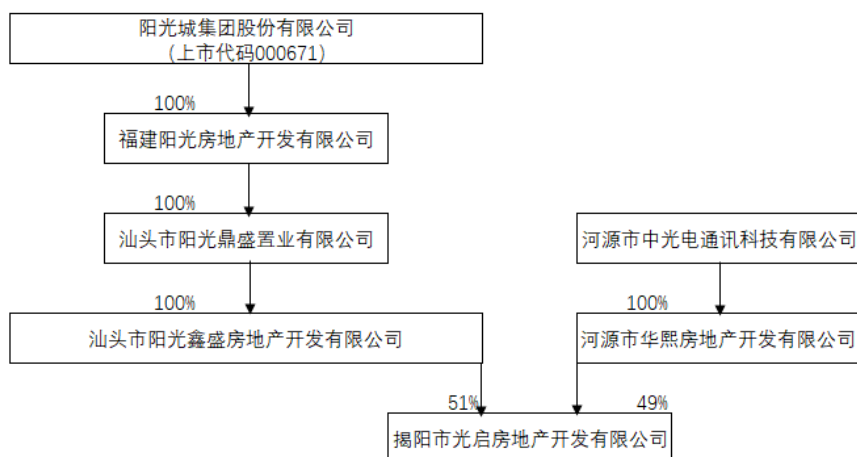 阳光城集团股份有限公司
（上市代码000671）
100%
福建阳光房地产开发有限公司
100%
汕头市阳光鼎盛置业有限公司
河源市中光电通讯科技有限公司
100%
100%
汕头市阳光鑫盛房地产开发有限公司
河源市华熙房地产开发有限公司
51%
49%
揭阳市光启房地产开发有限公司